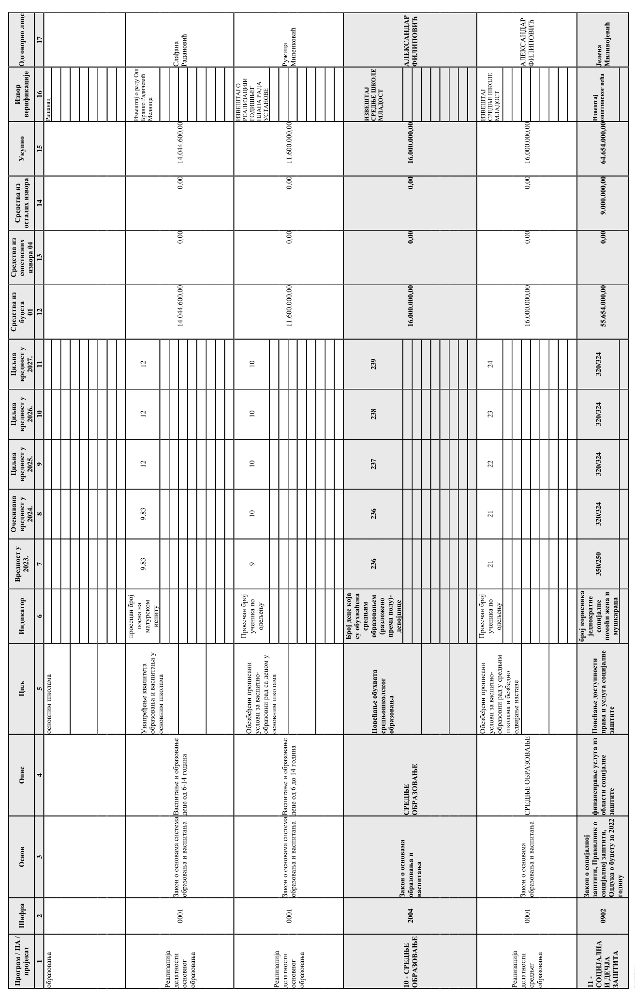 Програм / ПА /
пројекат
Шифра
Основ
Опис
Циљ
Индикатор
Вредност у
2023.
Очекивана
вредност у
2024.
Циљна
вредност у
2025.
Циљна
вредност у
2026.
Циљна
вредност у
2027.
Средства из
буџета
01
Средства из
сопствених
извора 04
Средства из
осталих извора
Укупно
Извор
верификације
Одговорно лице
1
2
3
4
5
6
7
8
9
10
11
12
13
14
15
16
17
образовања
основним школама
Рашанац
Реализација
делатности
основног
образовања
0001
Закон о основама система
образовања и васпитања
Васпитање и образовање
деце од 6-14 година
Унапређење квалитета
образовања и васпитања у
основним школама
просецан број
поена на
матурском
испиту
9,83
9,83
12
12
12
14.044.600,00
0,00
0,00
14.044.600,00
Извештај о раду Ош
Бранко Радичевић
Мелница
Слађана
Радановић
Реализација
делатности
основног
образовања
0001
Закон о основама система
образовања и васпитања
Васпитање и образовање
деце од 6 до 14 година
Обезбеђени прописани
услови за васпитно-
образовни рад са децом у
основним школама
Просечан број
ученика по
одељењу
9
10
10
10
10
11.600.000,00
0,00
0,00
11.600.000,00
ИЗВЕШТАЈ О
РЕАЛИЗАЦИЈИ
ГОДИШЊЕГ
ПЛАНА РАДА
УСТАНОВЕ
Ружица
Миленковић
10 - СРЕДЊЕ
ОБРАЗОВАЊЕ
2004
Закон о основама
образовања и
васпитања
СРЕДЊЕ
ОБРАЗОВАЊЕ
Повећање обухвата
средњошколског
образовања
Број деце која
су обухваћена
средњим
образовањем
(разложено
према полу)-
девојчице
236
236
237
238
239
16.000.000,00
0,00
0,00
16.000.000,00
ИЗВЕШТАЈ
СРЕДЊЕ ШКОЛЕ
МЛАДОСТ
АЛЕКСАНДАР
ФИЛИПОВИЋ
Реализација
делатности
средњег
образовања
0001
Закон о основама
образовања и васпитања
СРЕДЊЕ ОБРАЗОВАЊЕ
Обезбеђени прописани
услови за васпитно-
образовни рад у средњим
школама и безбедно
одвијање наставе
Просечан број
ученика по
одељењу
21
21
22
23
24
16.000.000,00
0,00
0,00
16.000.000,00
ИЗВЕШТАЈ
СРЕДЊЕ ШКОЛЕ
МЛАДОСТ
АЛЕКСАНДАР
ФИЛИПОВИЋ
11 -
СОЦИЈАЛНА
И ДЕЧЈА
ЗАШТИТА
0902
Закон о социјалној
заштити, Правилник о
социјалној заштити,
Одлука о буџету за 2022
годину
финансирање услуга из
области социјалне
заштите
Повећање доступности
права и услуга социјалне
заштите
број корисника
једнократне
социјалне
помоћи жена и
мушкараца
350/250
320/324
320/324
320/324
320/324
55.654.000,00
0,00
9.000.000,00
64.654.000,00
Извештај
општинског већа
Јелена
Миливојевић